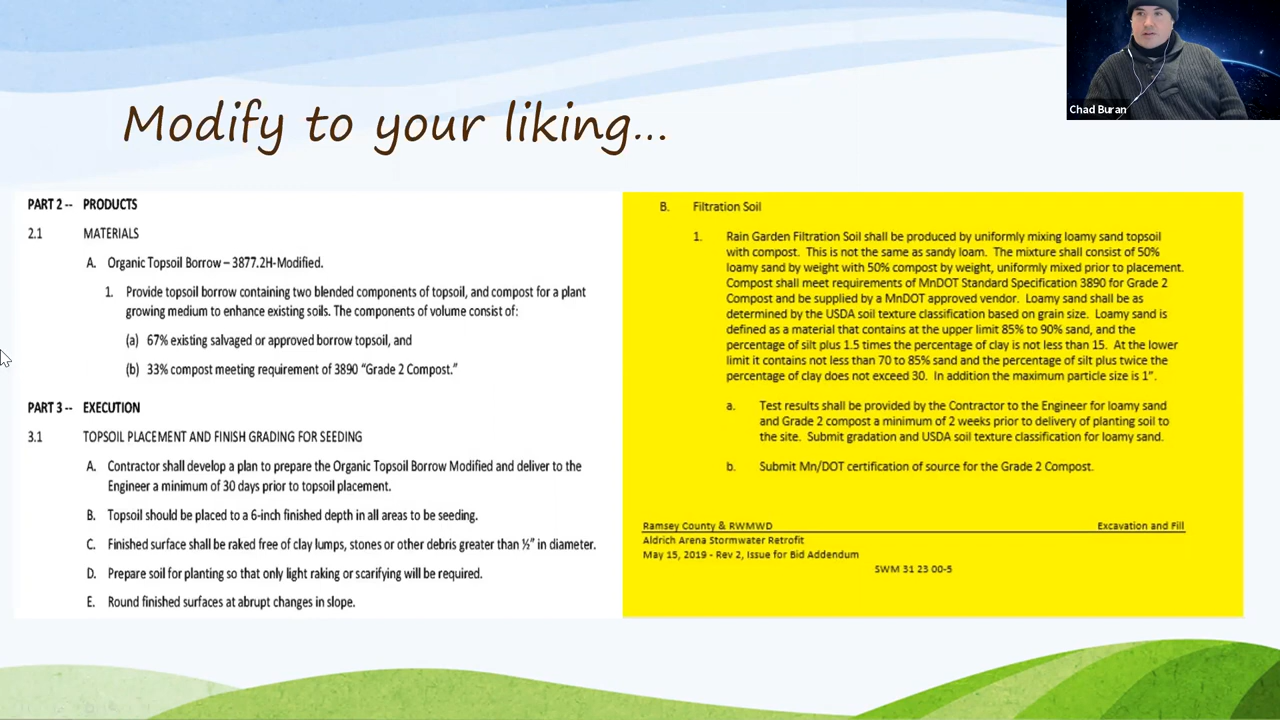 Chad Buran
Modify to your liking...
PART 2 -- PRODUCTS
2.1 MATERIALS
A. Organic Topsoil Borrow – 3877.2H-Modified.
1. Provide topsoil borrow containing two blended components of topsoil, and compost for a plant
growing medium to enhance existing soils. The components of volume consist of:
(a) 67% existing salvaged or approved borrow topsoil, and
(b) 33% compost meeting requirement of 3890 “Grade 2 Compost.”
PART 3 -- EXECUTION
3.1 TOPSOIL PLACEMENT AND FINISH GRADING FOR SEEDING
A. Contractor shall develop a plan to prepare the Organic Topsoil Borrow Modified and deliver to the
Engineer a minimum of 30 days prior to topsoil placement.
B. Topsoil should be placed to a 6-inch finished depth in all areas to be seeding.
C. Finished surface shall be raked free of clay lumps, stones or other debris greater than ½” in diameter.
D. Prepare soil for planting so that only light raking or scarifying will be required.
E. Round finished surfaces at abrupt changes in slope.
B. Filtration Soil
1. Rain Garden Filtration Soil shall be produced by uniformly mixing loamy sand topsoil
with compost. This is not the same as sandy loam. The mixture shall consist of 50%
loamy sand by weight with 50% compost by weight, uniformly mixed prior to placement.
Compost shall meet requirements of MnDOT Standard Specification 3890 for Grade 2
Compost and be supplied by a MnDOT approved vendor. Loamy sand shall be as
determined by the USDA soil texture classification based on grain size. Loamy sand is
defined as a material that contains at the upper limit 85% to 90% sand, and the
percentage of silt plus 1.5 times the percentage of clay is not less than 15. At the lower
limit it contains not less than 70 to 85% sand and the percentage of silt plus twice the
percentage of clay does not exceed 30. In addition the maximum particle size is 1”.
a. Test results shall be provided by the Contractor to the Engineer for loamy sand
and Grade 2 compost a minimum of 2 weeks prior to delivery of planting soil to
the site. Submit gradation and USDA soil texture classification for loamy sand.
b. Submit Mn/DOT certification of source for the Grade 2 Compost.
Ramsey County & RWMWD Excavation and Fill
Aldrich Arena Stormwater Retrofit
May 15, 2019 - Rev 2, Issue for Bid Addendum
SWM 31 23 00-5